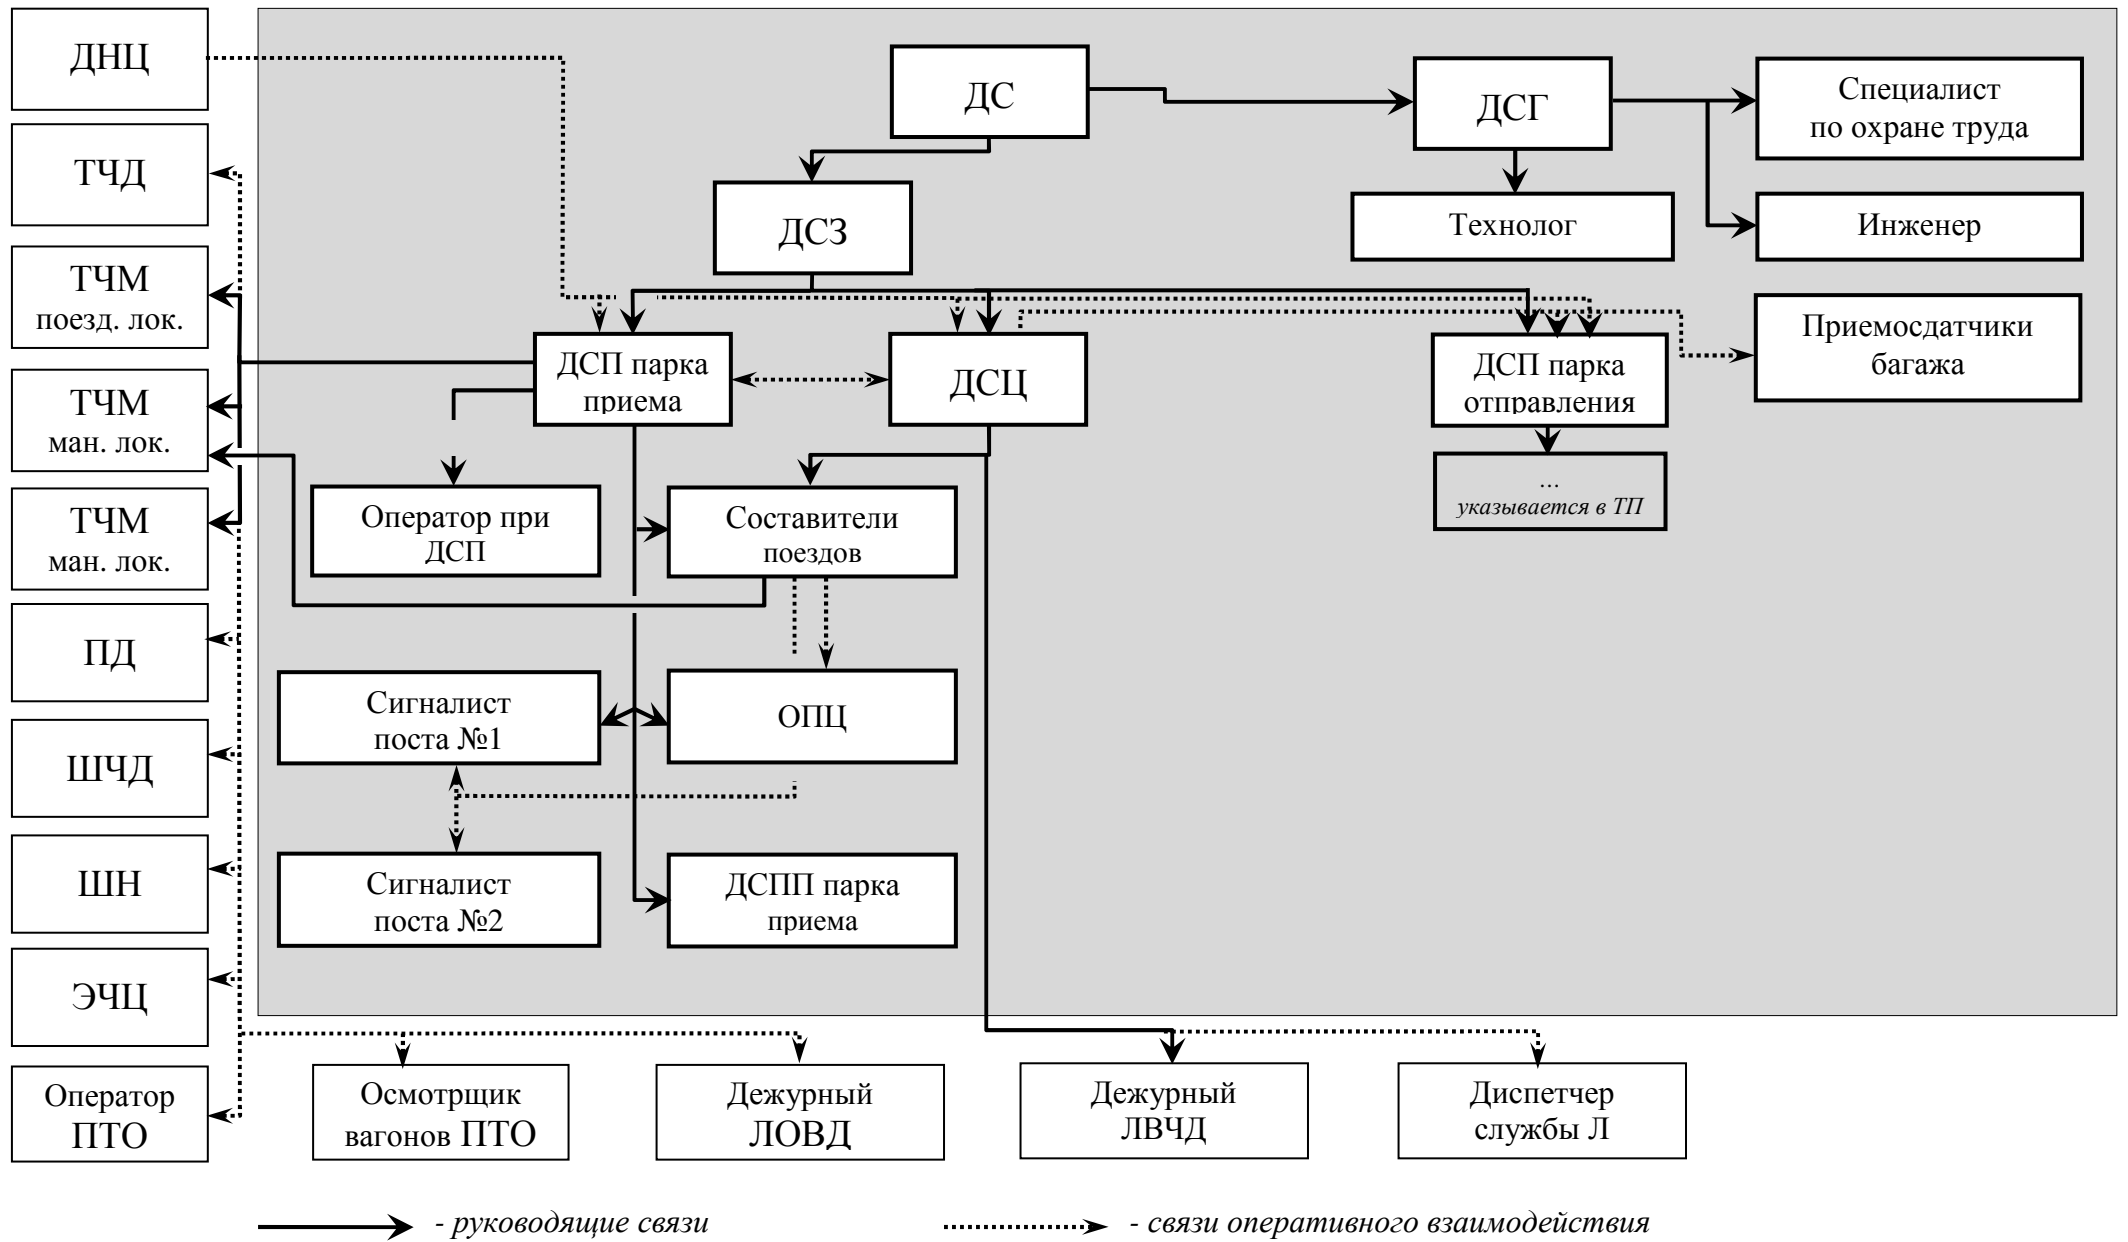 ДНЦ
ТЧД
ТЧМ
поезд. лок.
ТЧМ
ман. лок.
ТЧМ
ман. лок.
ПД
ШЧД
ШН
ЭЧЦ
Оператор
ПТО
ДС
ДСГ
Специалист
по охране труда
ДСЗ
Технолог
Инженер
ДСП парка
приема
ДСЦ
ДСП парка
отправления
Приемосдатчики
багажа
...
указывается в ТП
Оператор при
ДСП
Составители
поездов
Сигналист
поста №1
ОПЦ
Сигналист
поста №2
ДСПП парка
приема
Осмотрщик
вагонов ПТО
Дежурный
ЛОВД
Дежурный
ЛВЧД
Диспетчер
службы Л
- руководящие связи
- связи оперативного взаимодействия